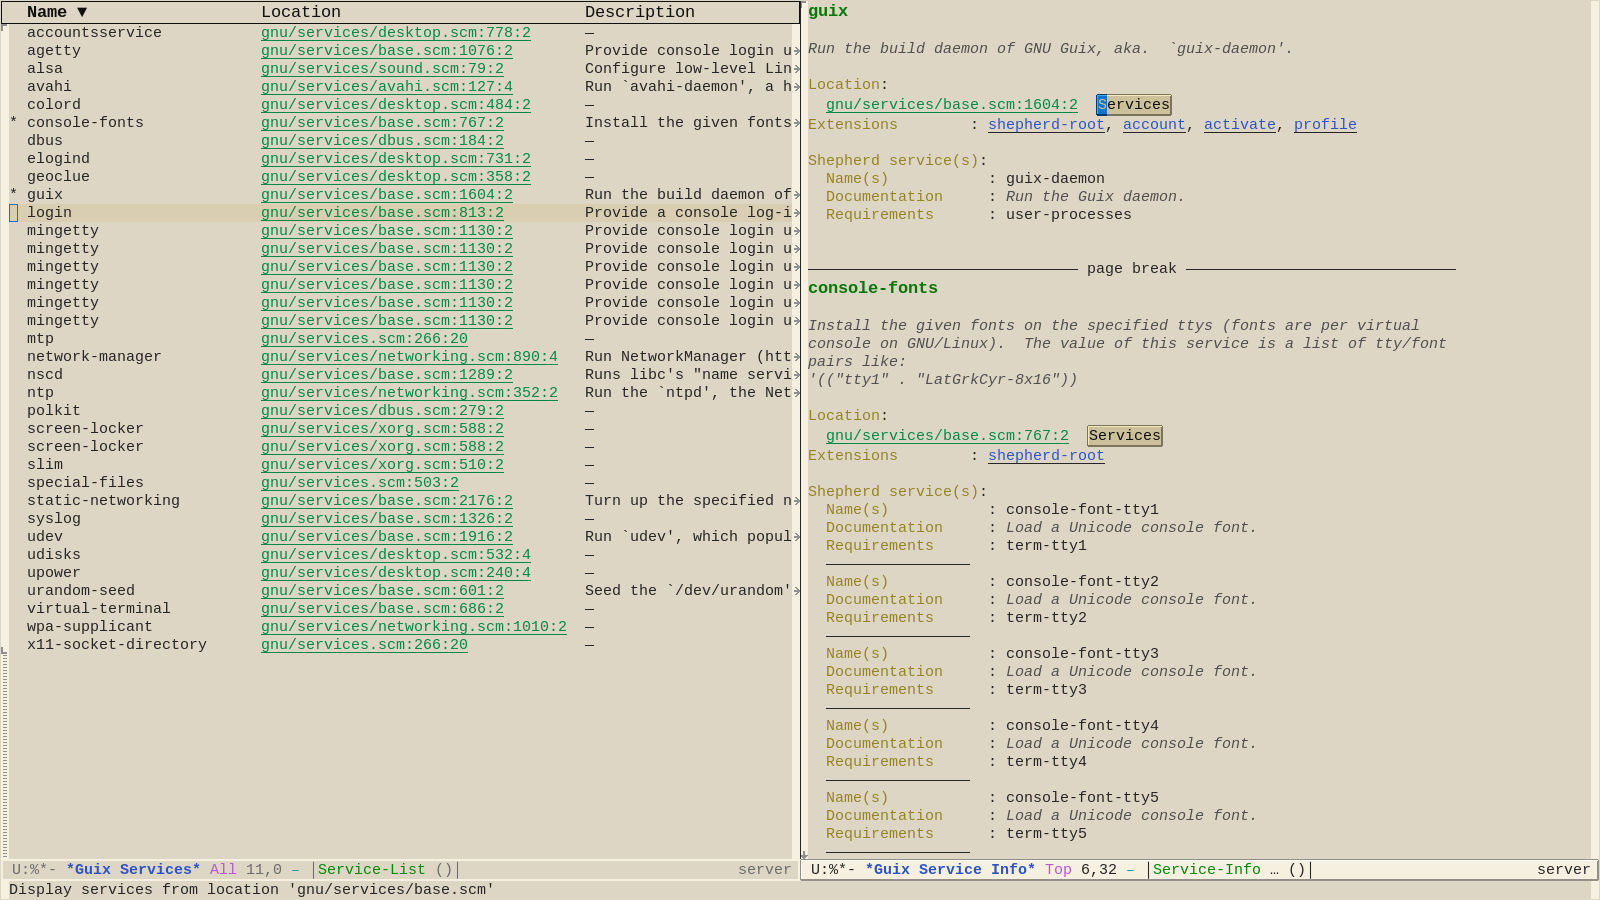 Name ▼ Location Description
accountsservice gnu/services/desktop.scm:778:2 —
agetty gnu/services/base.scm:1076:2 Provide console login u→
alsa gnu/services/sound.scm:79:2 Configure low-level Lin→
avahi gnu/services/avahi.scm:127:4 Run `avahi-daemon', a h→
colord gnu/services/desktop.scm:484:2 —
* console-fonts gnu/services/base.scm:767:2 Install the given fonts→
dbus gnu/services/dbus.scm:184:2 —
elogind gnu/services/desktop.scm:731:2 —
geoclue gnu/services/desktop.scm:358:2 —
* guix gnu/services/base.scm:1604:2 Run the build daemon of→
login gnu/services/base.scm:813:2 Provide a console log-i→
mingetty gnu/services/base.scm:1130:2 Provide console login u→
mingetty gnu/services/base.scm:1130:2 Provide console login u→
mingetty gnu/services/base.scm:1130:2 Provide console login u→
mingetty gnu/services/base.scm:1130:2 Provide console login u→
mingetty gnu/services/base.scm:1130:2 Provide console login u→
mingetty gnu/services/base.scm:1130:2 Provide console login u→
mtp gnu/services.scm:266:20 —
network-manager gnu/services/networking.scm:890:4 Run NetworkManager (htt→
nscd gnu/services/base.scm:1289:2 Runs libc's "name servi→
ntp gnu/services/networking.scm:352:2 Run the `ntpd', the Net→
polkit gnu/services/dbus.scm:279:2 —
screen-locker gnu/services/xorg.scm:588:2 —
screen-locker gnu/services/xorg.scm:588:2 —
slim gnu/services/xorg.scm:510:2 —
special-files gnu/services.scm:503:2 —
static-networking gnu/services/base.scm:2176:2 Turn up the specified n→
syslog gnu/services/base.scm:1326:2 —
udev gnu/services/base.scm:1916:2 Run `udev', which popul→
udisks gnu/services/desktop.scm:532:4 —
upower gnu/services/desktop.scm:240:4 —
urandom-seed gnu/services/base.scm:601:2 Seed the `/dev/urandom'→
virtual-terminal gnu/services/base.scm:686:2 —
wpa-supplicant gnu/services/networking.scm:1010:2 —
x11-socket-directory gnu/services.scm:266:20 —
U:%*- *Guix Services* All 11,0 – |Service-List ()| server
Display services from location 'gnu/services/base.scm'
guix
Run the build daemon of GNU Guix, aka. `guix-daemon'.
Location:
gnu/services/base.scm:1604:2 Services
Extensions : shepherd-root, account, activate, profile
Shepherd service(s):
Name(s) : guix-daemon
Documentation : Run the Guix daemon.
Requirements : user-processes
page break
console-fonts
Install the given fonts on the specified ttys (fonts are per virtual
console on GNU/Linux). The value of this service is a list of tty/font
pairs like:
'(("tty1" . "LatGrkCyr-8x16"))
Location:
gnu/services/base.scm:767:2 Services
Extensions : shepherd-root
Shepherd service(s):
Name(s) : console-font-tty1
Documentation : Load a Unicode console font.
Requirements : term-tty1
Name(s) : console-font-tty2
Documentation : Load a Unicode console font.
Requirements : term-tty2
Name(s) : console-font-tty3
Documentation : Load a Unicode console font.
Requirements : term-tty3
Name(s) : console-font-tty4
Documentation : Load a Unicode console font.
Requirements : term-tty4
Name(s) : console-font-tty5
Documentation : Load a Unicode console font.
Requirements : term-tty5
U:%*- *Guix Service Info* Top 6,32 – |Service-Info … ()| server